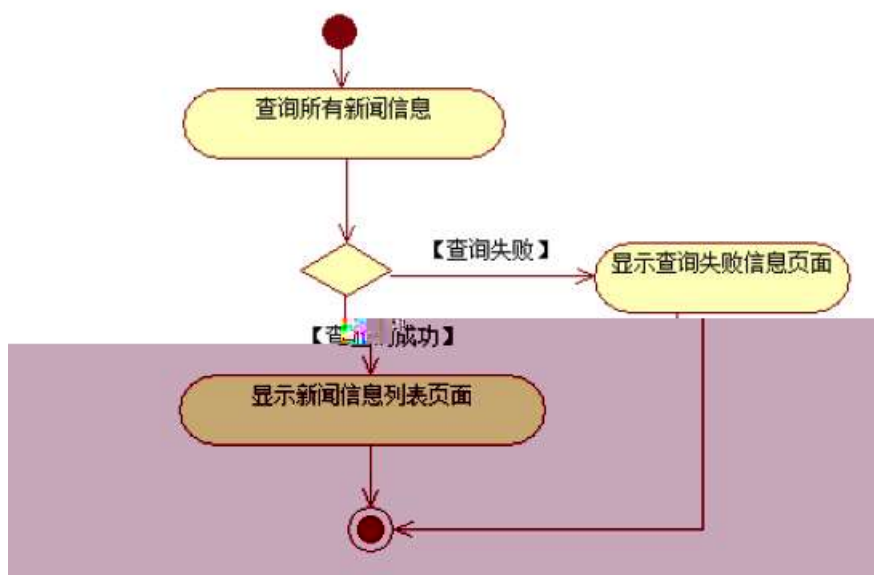 查询所有新闻信息
【查询失败】
显示查询失败信息页面
【查 成功】
显示新闻信息列表页面